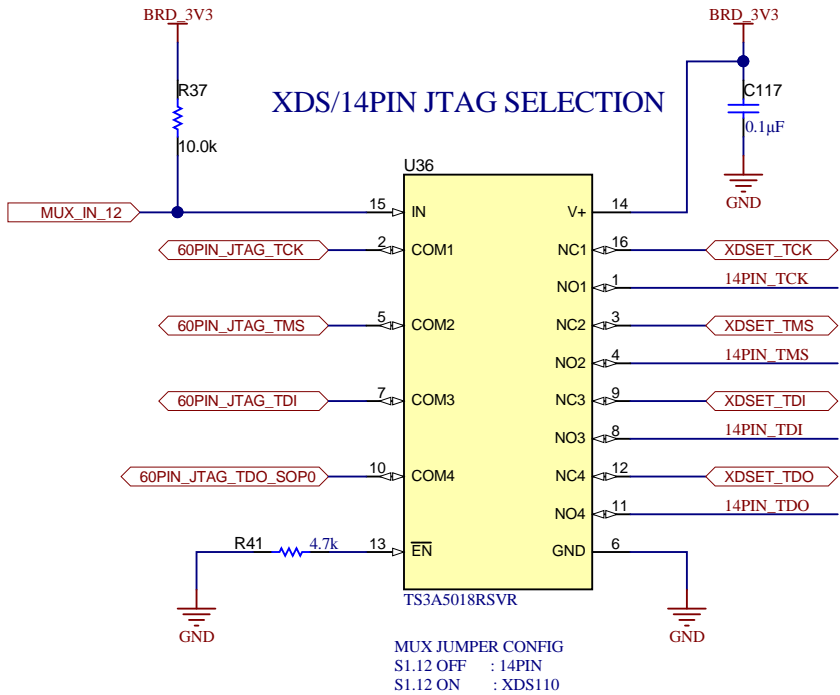 BRD_3V3
BRD_3V3
R37
C117
XDS/14PIN JTAG SELECTION
0.1µF
10.0k
U36
GND
MUX_IN_12
15
IN
V+
14
60PIN_JTAG_TCK
2
COM1
NC1
16
XDSET_TCK
NO1
1
14PIN_TCK
60PIN_JTAG_TMS
5
COM2
NC2
3
XDSET_TMS
NO2
4
14PIN_TMS
60PIN_JTAG_TDI
7
COM3
NC3
9
XDSET_TDI
NO3
8
14PIN_TDI
60PIN_JTAG_TDO_SOP0
10
COM4
NC4
12
XDSET_TDO
NO4
11
14PIN_TDO
R41
4.7k
13
EN
GND
6
TS3A5018RSVR
GND
GND
MUX JUMPER CONFIG
S1.12 OFF : 14PIN
S1.12 ON : XDS110